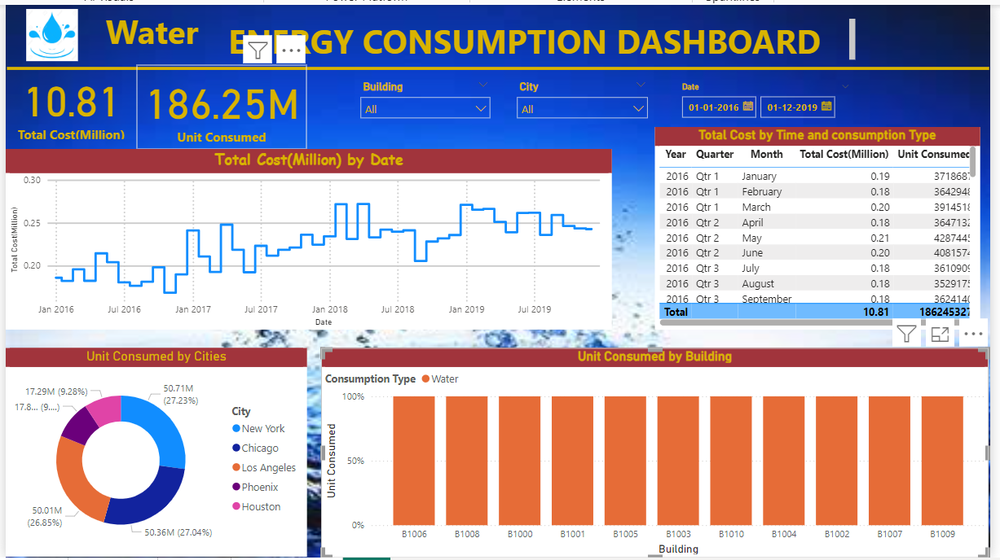 Water
ENERGY CONSUMPTION DASHBOARD
10.81
Total Cost(Million)
186.25M
Unit Consumed
Building
All
City
All
Date
01-01-2016
01-12-2019
Total Cost(Million) by Date
0.30
0.25
0.20
Total Cost(Million)
Jan 2016 Jul 2016 Jan 2017 Jul 2017 Jan 2018 Jul 2018 Jan 2019 Jul 2019
Date
Total Cost by Time and consumption Type
Year Quarter Month Total Cost(Million) Unit Consumed
2016 Qtr 1 January 0.19 3718687
2016 Qtr 1 February 0.18
2016 Qtr 1 March 0.20
2016 Qtr 2 April 0.18 3647132
2016 Qtr 2 May 0.21
2016 Qtr 2 June 0.20 4081574
2016 Qtr 3 July 0.18 3610909
2016 Qtr 3 August 0.18
2016 Qtr 3 September 0.18
Total 10.81 186245327
Unit Consumed by Cities
17.29M (9.28%)
17.8... (9....)
50.71M
(27.23%)
50.01M
(26.85%)
50.36M (27.04%)
City
New York
Chicago
Los Angeles
Phoenix
Houston
Unit Consumed by Building
Consumption Type Water
100%
50%
0%
Unit Consumed
B1006 B1008 B1000 B1001 B1005 B1003 B1010 B1004 B1002 B1007 B1009
Building